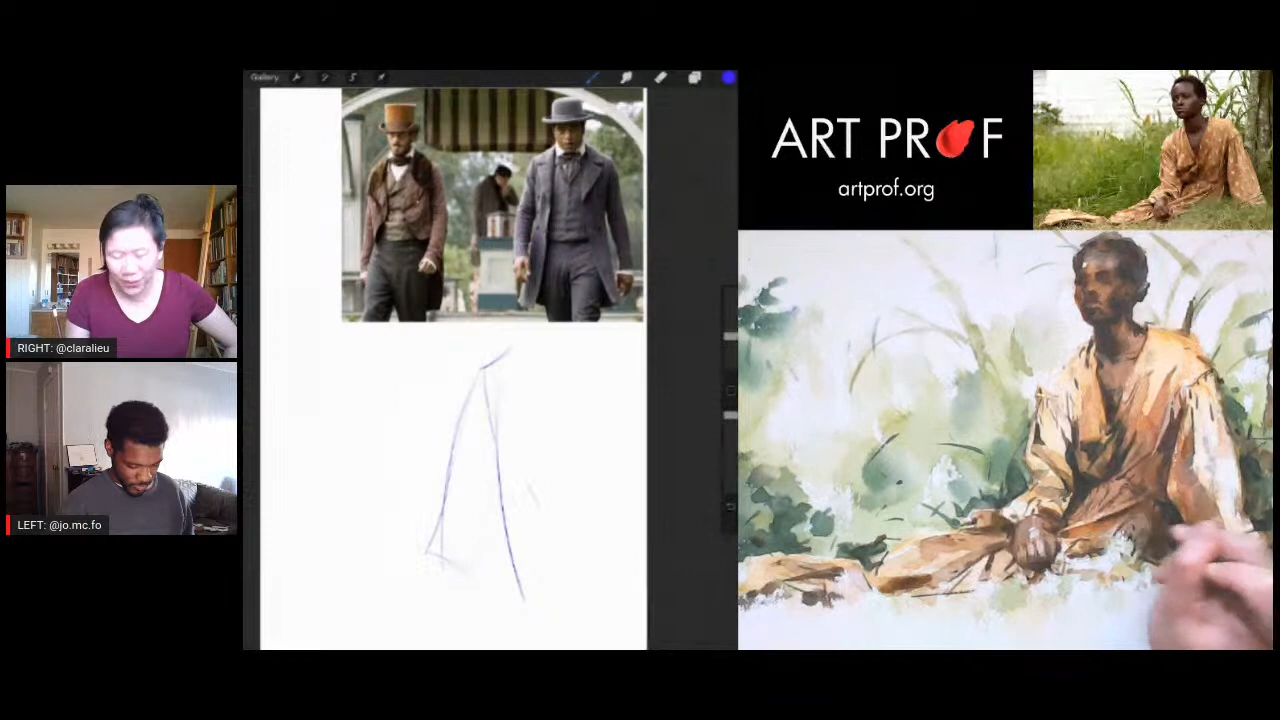 Gallery
ART PROF
artprof.org
RIGHT: @claralieu
LEFT: @jo.mc.fo